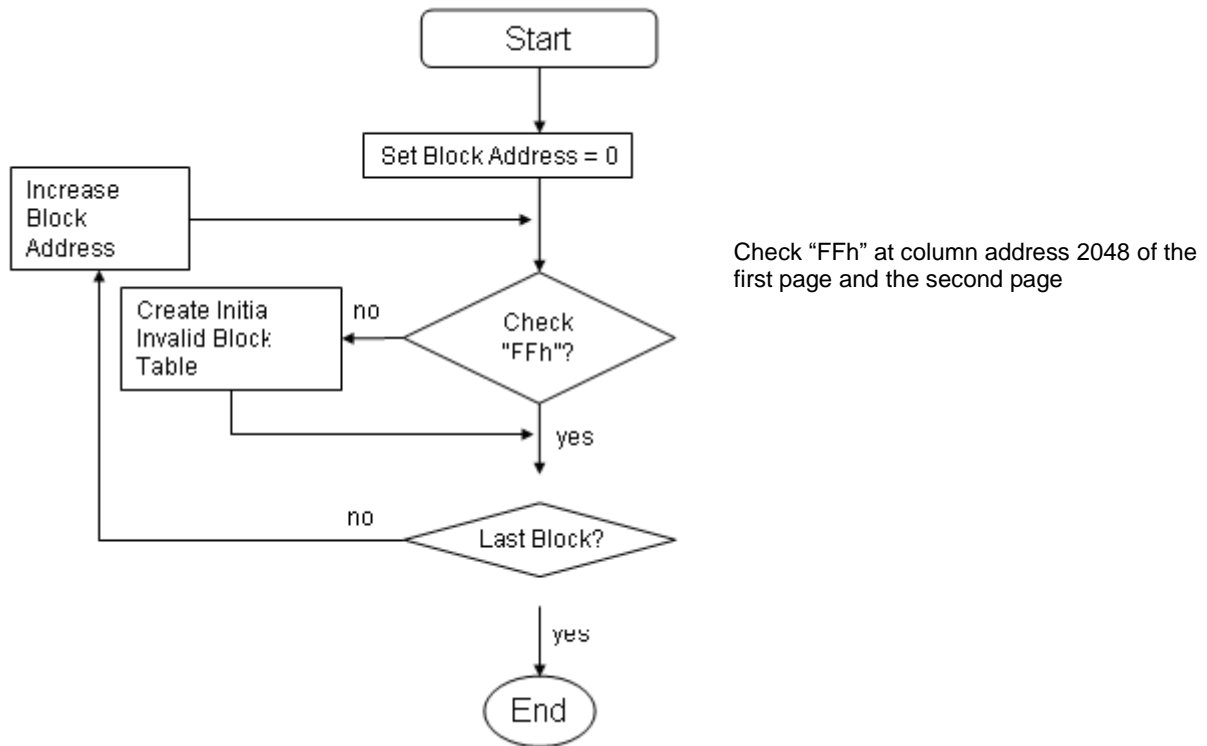 Start
Set Block Address = 0
Increase
Block
Address
Check “FFh” at column address 2048 of the
first page and the second page
Create Initia
Invalid Block
Table
no
Check
"FFh"?
yes
no
Last Block?
yes
End